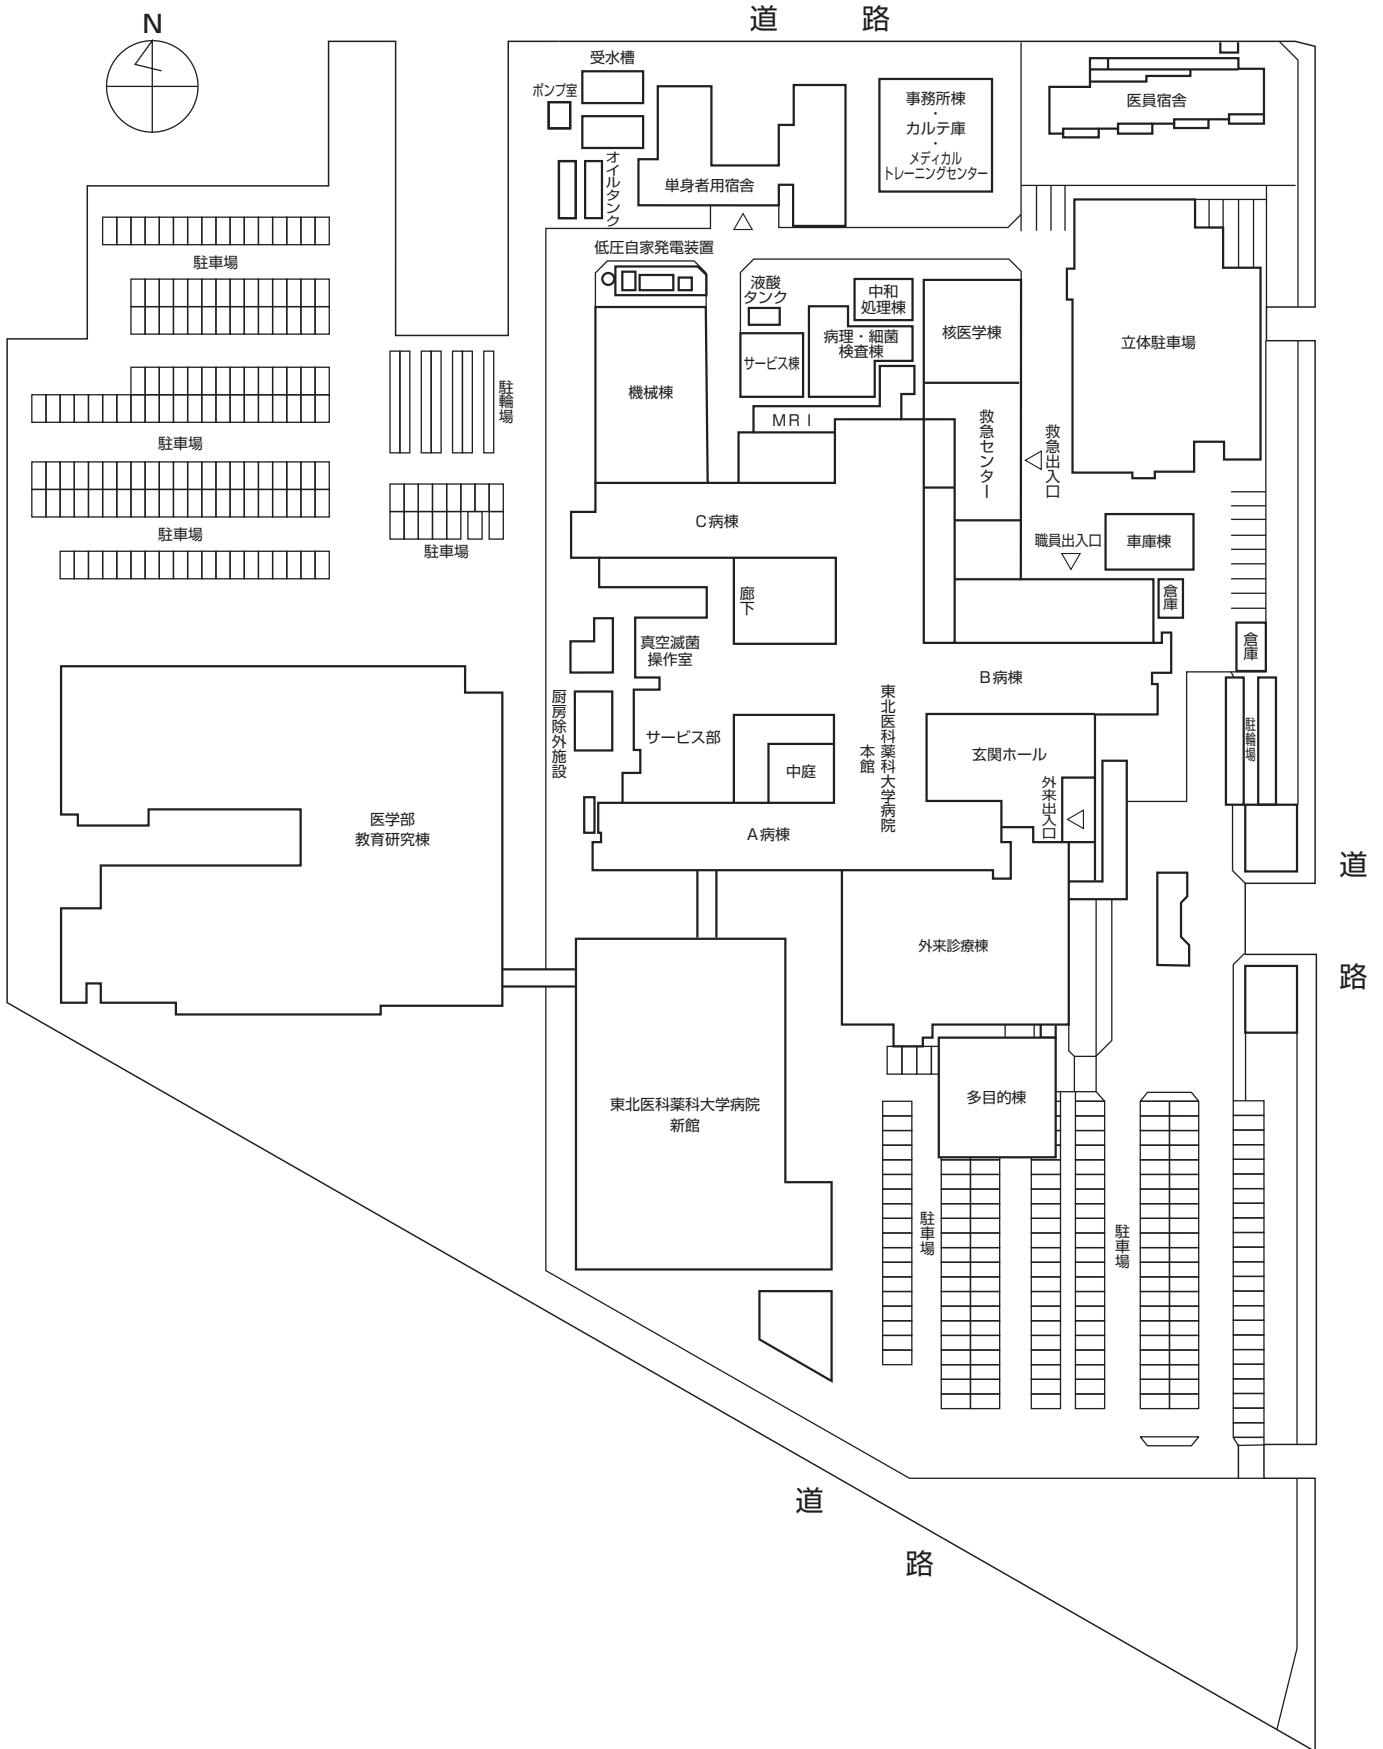 道 路
N
受水槽
ポンプ室
オイルタンク
単身者用宿舎
事務所棟
・
カルテ庫
・
メディカル
トレーニングセンター
医員宿舎
駐車場
低圧自家発電装置
液酸
タンク
中和
処理棟
病理・細菌
検査棟
サービス棟
核医学棟
立体駐車場
機械棟
駐輪場
MRI
救急センター
救急出入口
駐車場
C病棟
職員出入口
車庫棟
駐車場
駐車場
廊下
倉庫
倉庫
真空滅菌
操作室
B病棟
厨房除外施設
サービス部
中庭
東北医科薬科大学病院
本館
玄関ホール
外来出入口
駐輪場
医学部
教育研究棟
A病棟
道
路
外来診療棟
東北医科薬科大学病院
新館
多目的棟
駐車場
駐車場
道
路